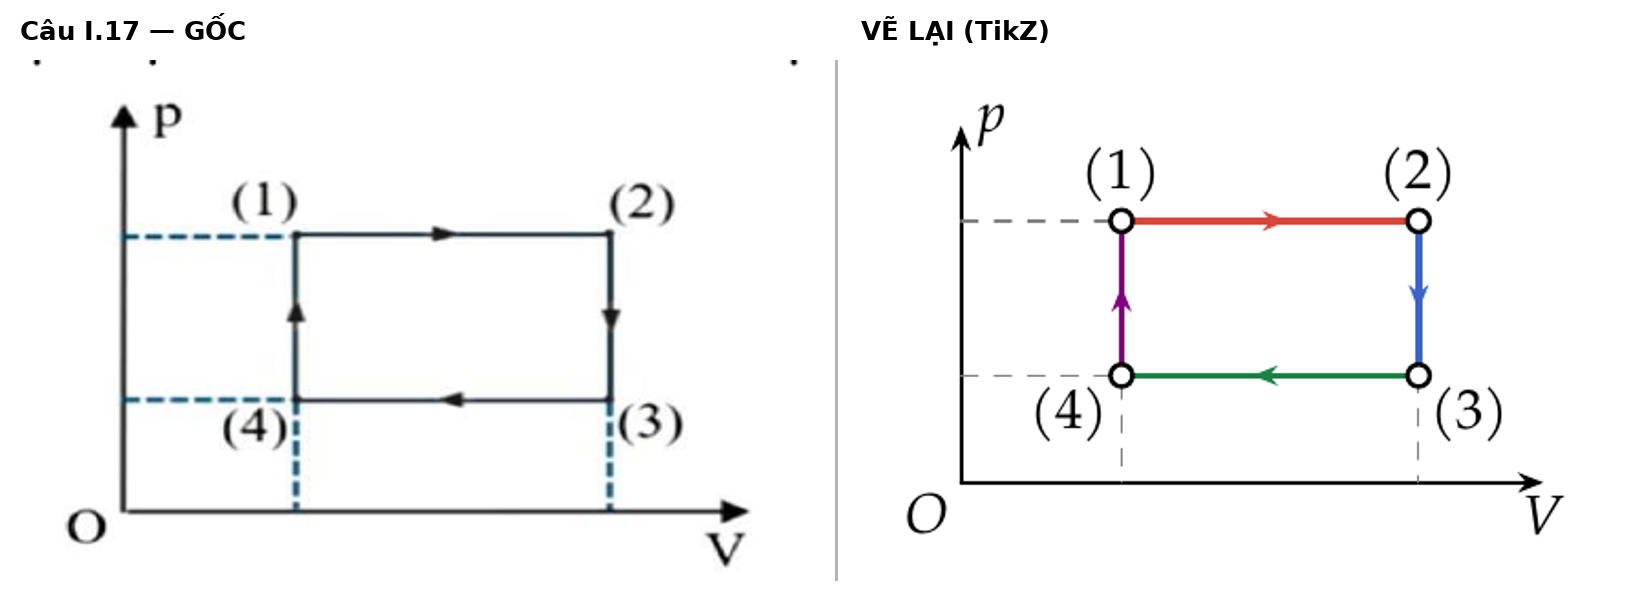 Câu I.17 — GỐC
p
(1)
(2)
(4)
(3)
O
V
VẼ LẠI (TikZ)
p
(1)
(2)
(4)
(3)
O
V